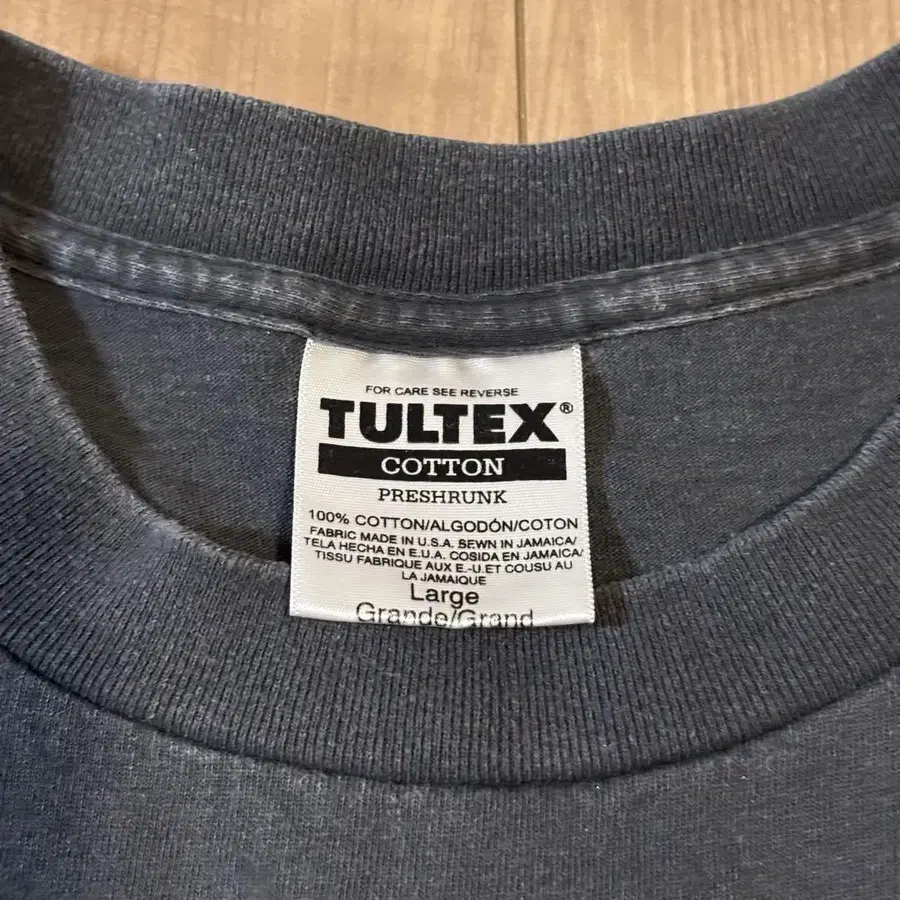 FOR CARE SEE REVERSE
TULTEX®
COTTON
PRESHRUNK
100% COTTON/ALGODÓN/COTON
FABRIC MADE IN U.S.A. SEWN IN JAMAICA/
TELA HECHA EN E.U.A. COSIDA EN JAMAICA/
TISSU FABRIQUE AUX E.-U.ET COUSU AU
LA JAMAIQUE
Large
Grande/Grand